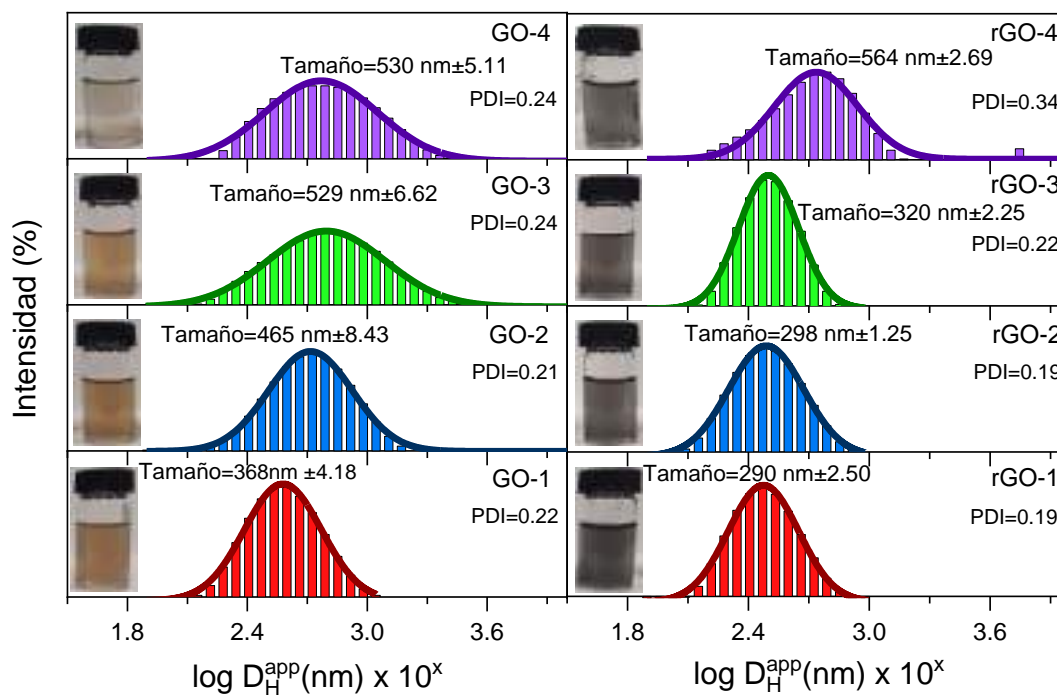 GO-4
Tamaño=530 nm±5.11
PDI=0.24
GO-3
Tamaño=529 nm±6.62
PDI=0.24
GO-2
Tamaño=465 nm±8.43
PDI=0.21
GO-1
Tamaño=368nm ±4.18
PDI=0.22
rGO-4
Tamaño=564 nm±2.69
PDI=0.34
rGO-3
Tamaño=320 nm±2.25
PDI=0.22
rGO-2
Tamaño=298 nm±1.25
PDI=0.19
rGO-1
Tamaño=290 nm±2.50
PDI=0.19
Intensidad (%)
1.8 2.4 3.0 3.6
1.8 2.4 3.0 3.6
log D_H^app(nm) x 10^x
log D_H^app(nm) x 10^x